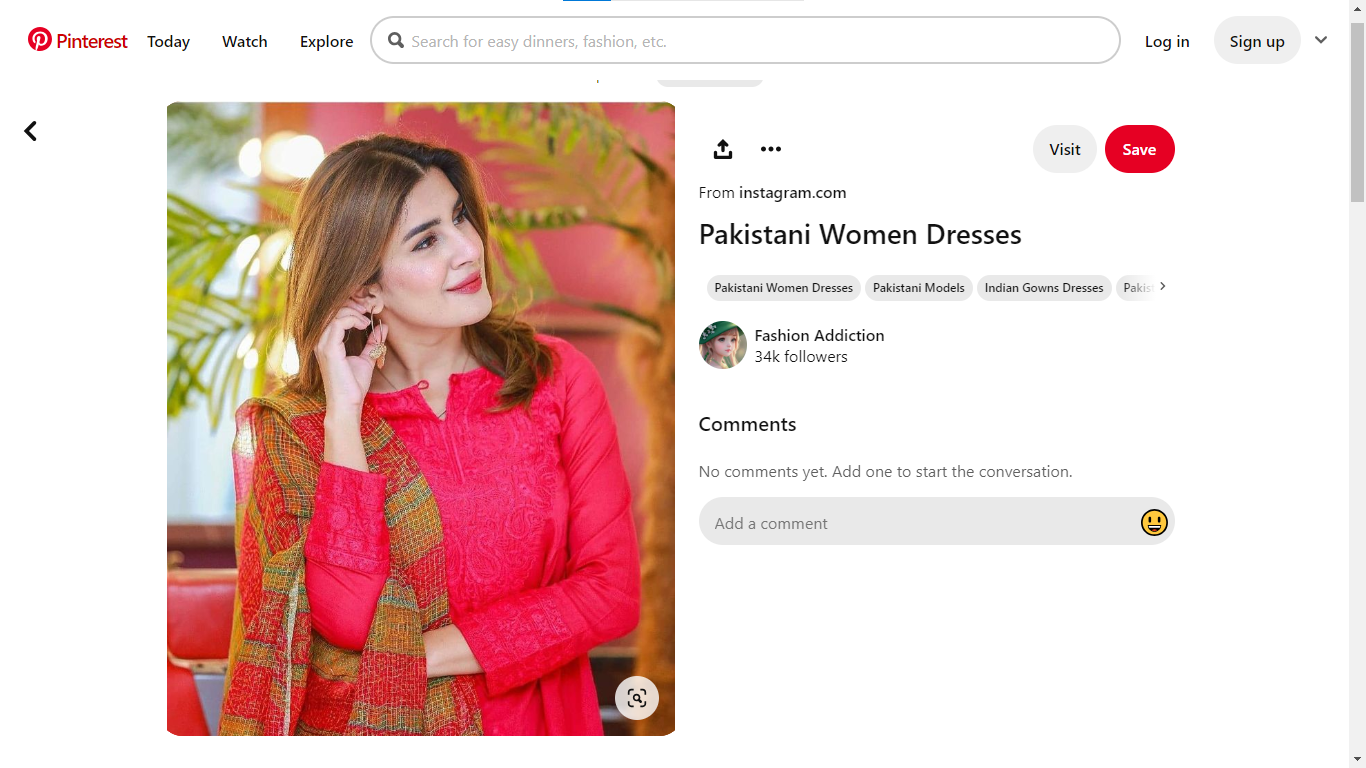 Pinterest
Today
Watch
Explore
Search for easy dinners, fashion, etc.
Log in
Sign up
Visit
Save
From instagram.com
Pakistani Women Dresses
Pakistani Women Dresses
Pakistani Models
Indian Gowns Dresses
Fashion Addiction
34k followers
Comments
No comments yet. Add one to start the conversation.
Add a comment